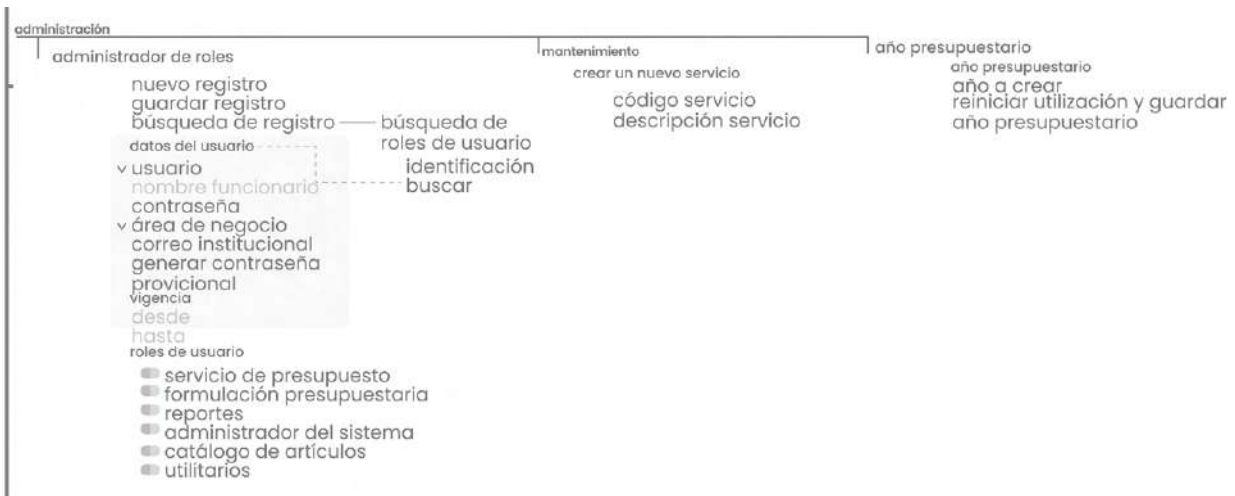 administración
administrador de roles
nuevo registro
guardar registro
búsqueda de registro
búsqueda de
roles de usuario
identificación
buscar
datos del usuario
usuario
nombre funcionario
contraseña
área de negocio
correo institucional
generar contraseña
provicional
vigencia
desde
hasta
roles de usuario
servicio de presupuesto
formulación presupuestaria
reportes
administrador del sistema
catálogo de artículos
utilitarios
mantenimiento
crear un nuevo servicio
código servicio
descripción servicio
año presupuestario
año presupuestario
año a crear
reiniciar utilización y guardar
año presupuestario